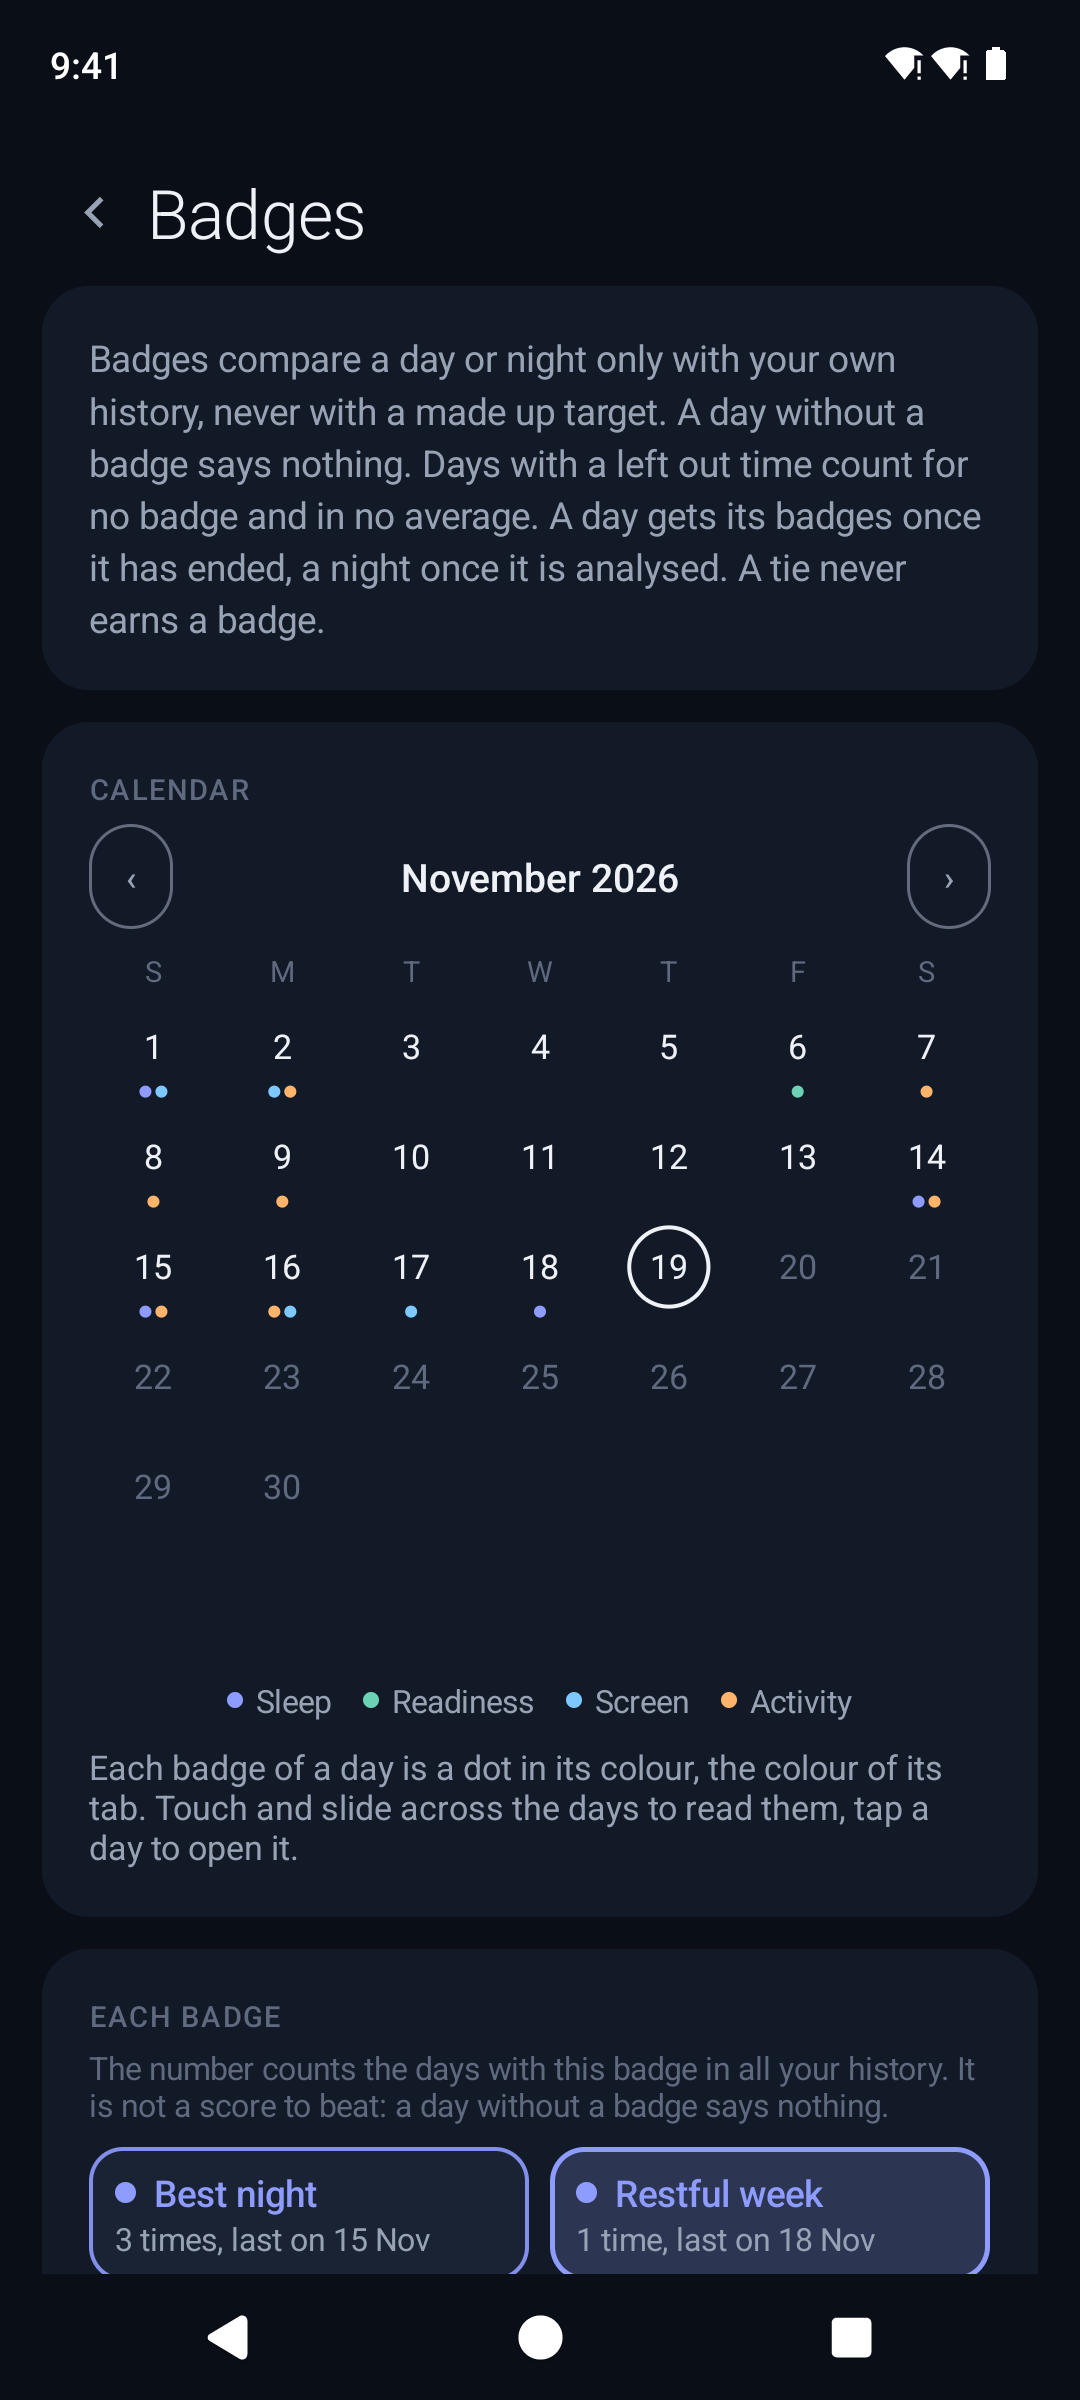 9:41
Badges
Badges compare a day or night only with your own
history, never with a made up target. A day without a
badge says nothing. Days with a left out time count for
no badge and in no average. A day gets its badges once
it has ended, a night once it is analysed. A tie never
earns a badge.
CALENDAR
‹ November 2026 ›
S M T W T F S
1 2 3 4 5 6 7
8 9 10 11 12 13 14
15 16 17 18 19 20 21
22 23 24 25 26 27 28
29 30
Sleep Readiness Screen Activity
Each badge of a day is a dot in its colour, the colour of its
tab. Touch and slide across the days to read them, tap a
day to open it.
EACH BADGE
The number counts the days with this badge in all your history. It
is not a score to beat: a day without a badge says nothing.
Best night Restful week
3 times, last on 15 Nov 1 time, last on 18 Nov